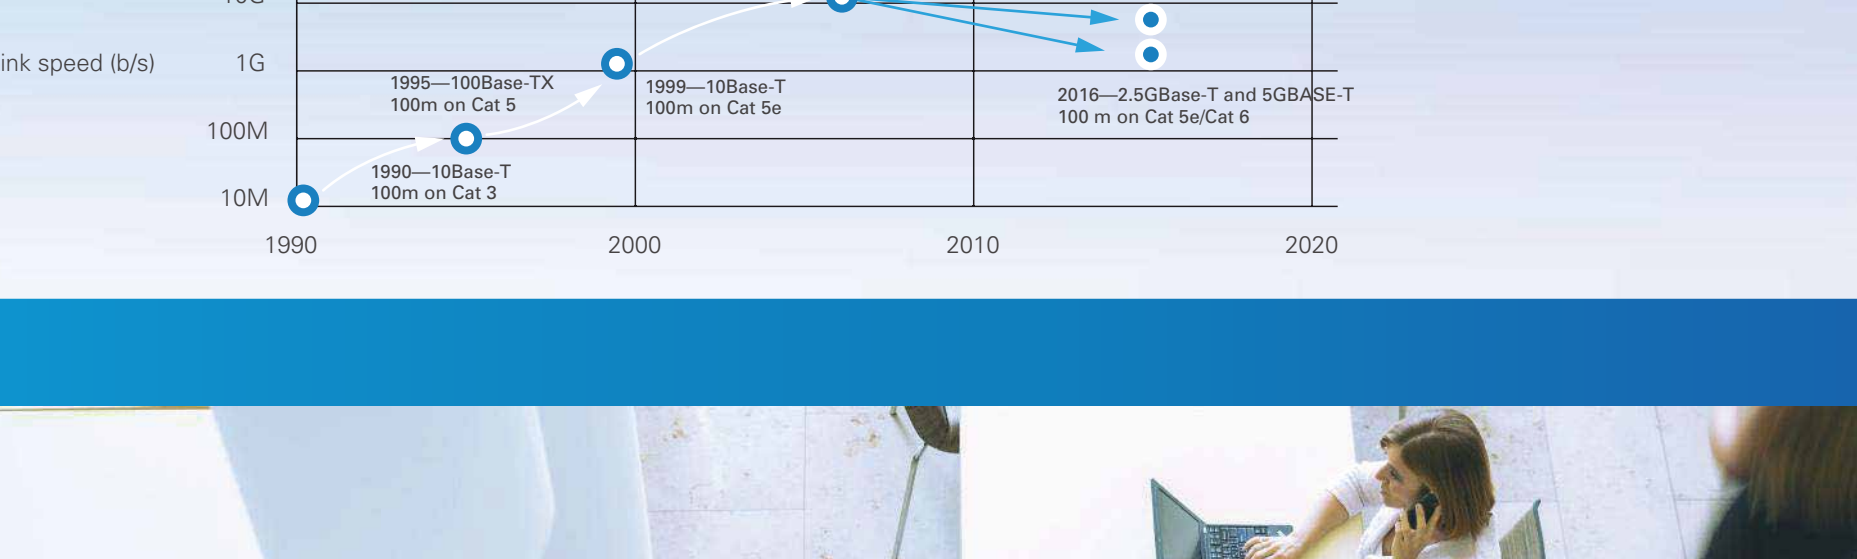 ink speed (b/s)
1G
1995—100Base-TX
100m on Cat 5
1999—10Base-T
100m on Cat 5e
2016—2.5GBase-T and 5GBASE-T
100 m on Cat 5e/Cat 6
100M
1990—10Base-T
100m on Cat 3
10M
1990
2000
2010
2020